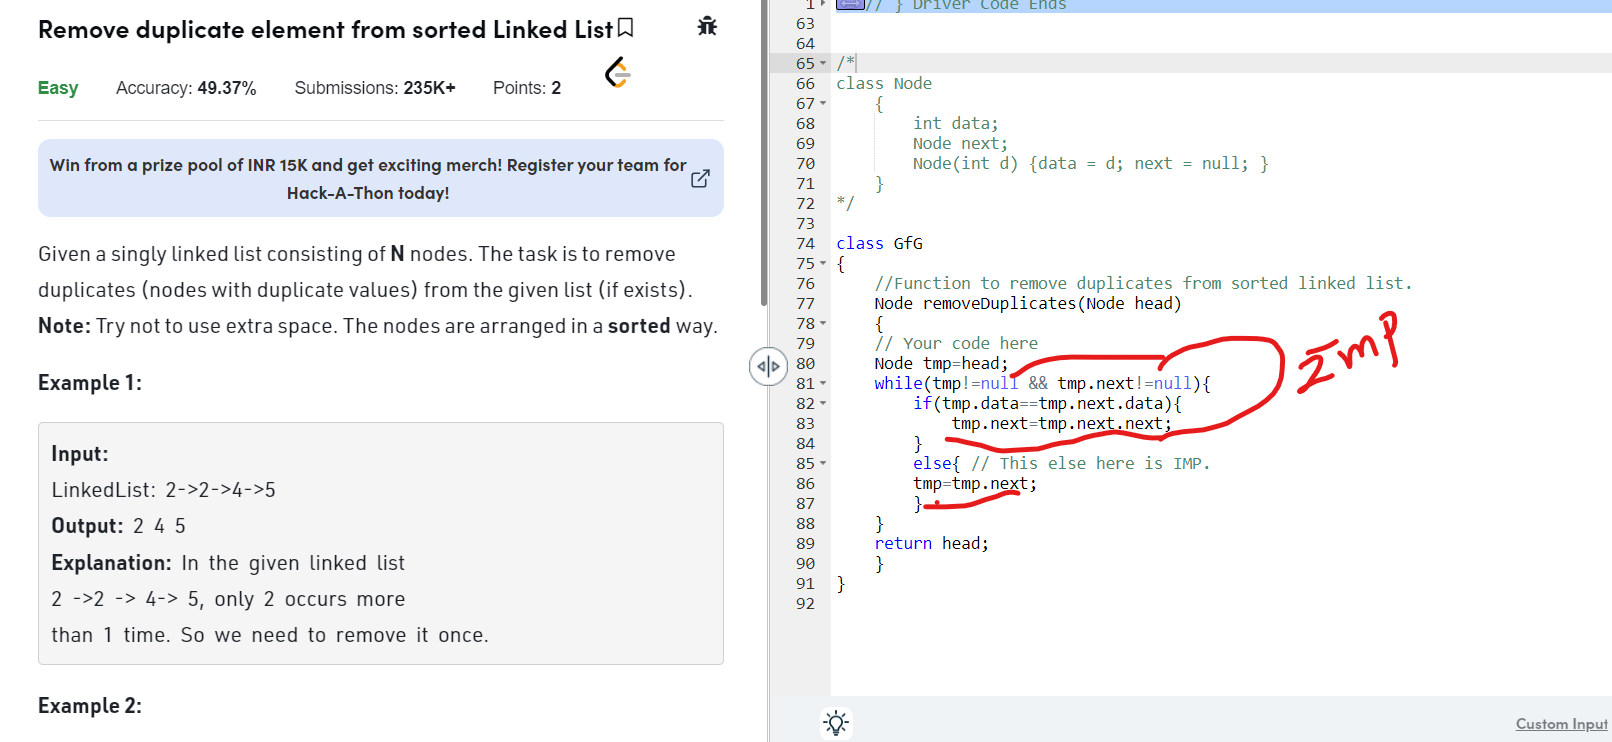 Remove duplicate element from sorted Linked List
Easy Accuracy: 49.37% Submissions: 235K+ Points: 2
Win from a prize pool of INR 15K and get exciting merch! Register your team for
Hack-A-Thon today!
Given a singly linked list consisting of N nodes. The task is to remove
duplicates (nodes with duplicate values) from the given list (if exists).
Note: Try not to use extra space. The nodes are arranged in a sorted way.
Example 1:
Input:
LinkedList: 2->2->4->5
Output: 2 4 5
Explanation: In the given linked list
2 ->2 -> 4-> 5, only 2 occurs more
than 1 time. So we need to remove it once.
Example 2:
1 // } Driver Code Ends
63
64
65 /*
66 class Node
67 {
68 int data;
69 Node next;
70 Node(int d) {data = d; next = null; }
71 }
72 */
73
74 class GfG
75 {
76 //Function to remove duplicates from sorted linked list.
77 Node removeDuplicates(Node head)
78 {
79 // Your code here
80 Node tmp=head;
81 while(tmp!=null && tmp.next!=null){
82 if(tmp.data==tmp.next.data){
83 tmp.next=tmp.next.next;
84 }
85 else{ // This else here is IMP.
86 tmp=tmp.next;
87 }
88 }
89 return head;
90 }
91 }
92
Imp
Custom Input